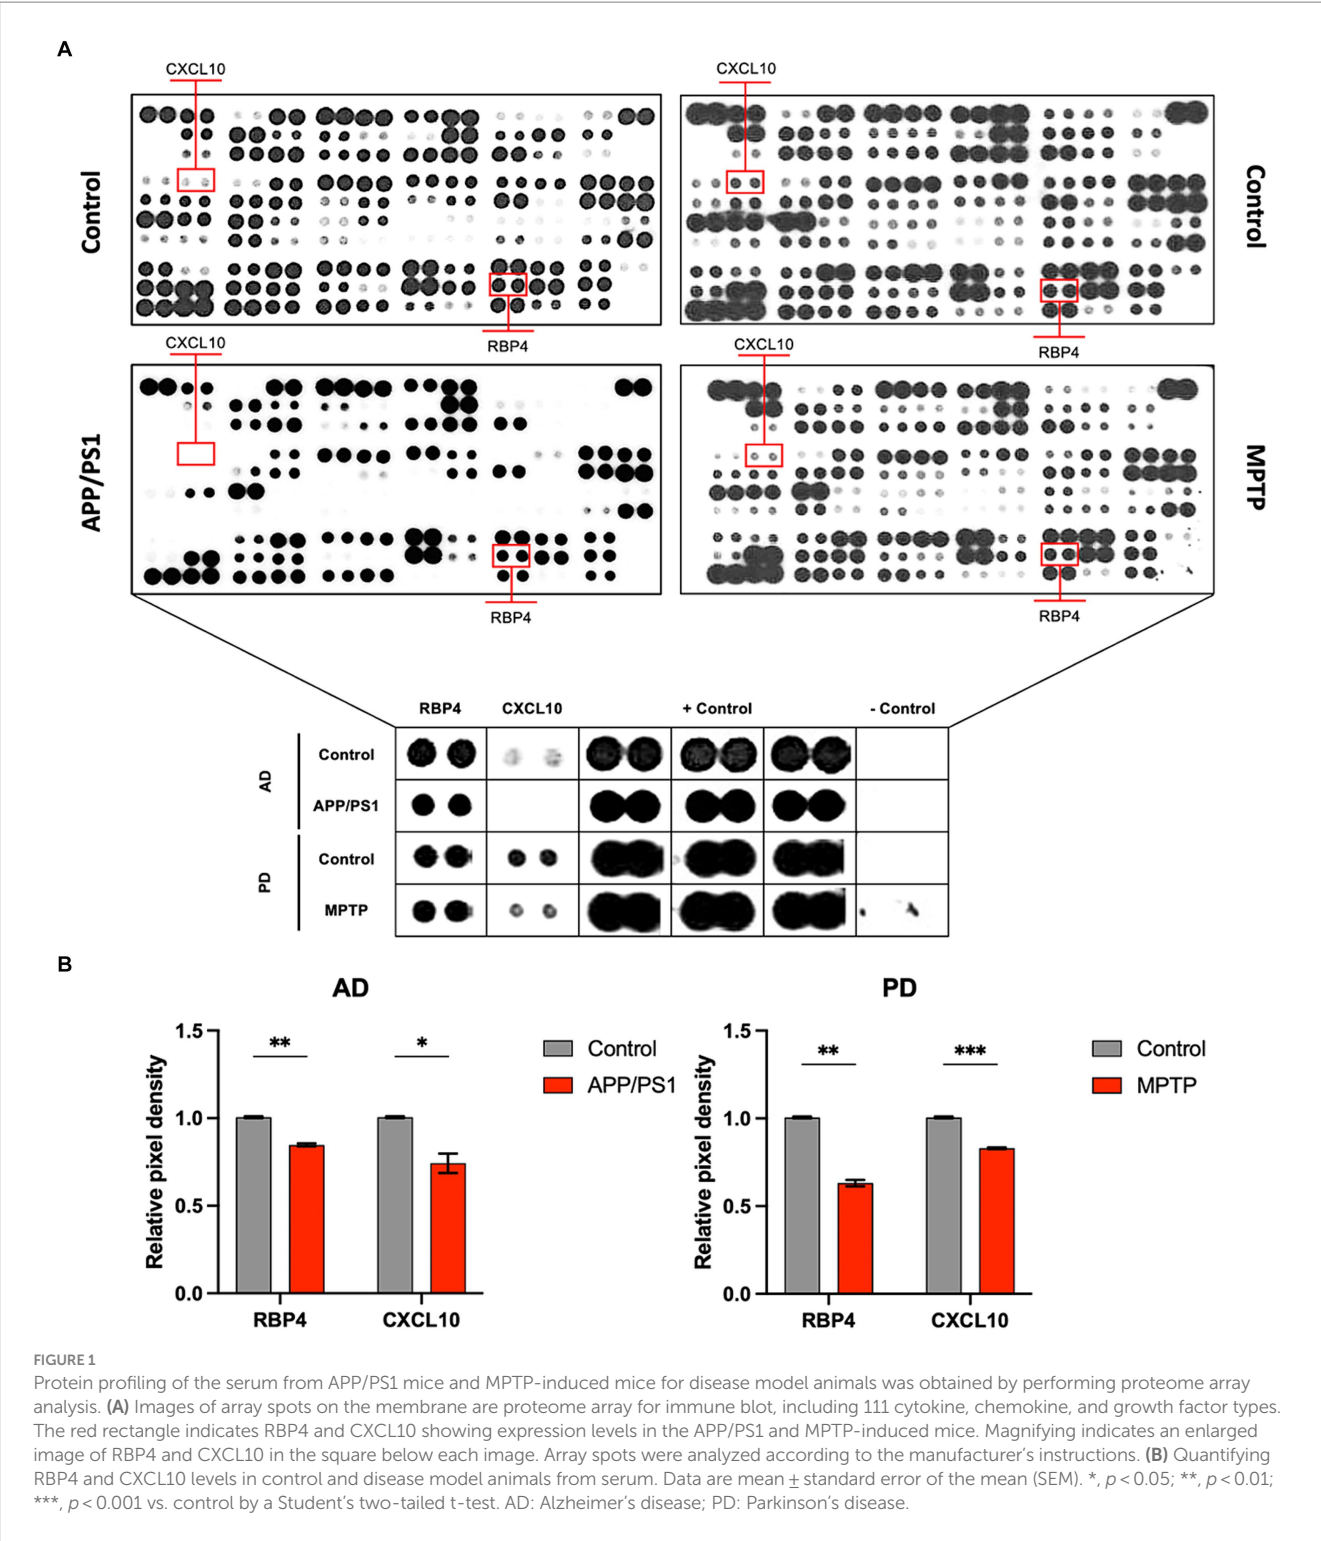 A
CXCL10
CXCL10
Control
Control
RBP4
RBP4
CXCL10
CXCL10
APP/PS1
MPTP
RBP4
RBP4
RBP4 CXCL10 + Control - Control
AD
Control
APP/PS1
PD
Control
MPTP
B
AD
Relative pixel density
1.5
1.0
0.5
0.0
**
*
RBP4 CXCL10
Control
APP/PS1
PD
Relative pixel density
1.5
1.0
0.5
0.0
**
***
RBP4 CXCL10
Control
MPTP
FIGURE 1
Protein profiling of the serum from APP/PS1 mice and MPTP-induced mice for disease model animals was obtained by performing proteome array
analysis. (A) Images of array spots on the membrane are proteome array for immune blot, including 111 cytokine, chemokine, and growth factor types.
The red rectangle indicates RBP4 and CXCL10 showing expression levels in the APP/PS1 and MPTP-induced mice. Magnifying indicates an enlarged
image of RBP4 and CXCL10 in the square below each image. Array spots were analyzed according to the manufacturer's instructions. (B) Quantifying
RBP4 and CXCL10 levels in control and disease model animals from serum. Data are mean ± standard error of the mean (SEM). *, p < 0.05; **, p < 0.01;
***, p < 0.001 vs. control by a Student's two-tailed t-test. AD: Alzheimer's disease; PD: Parkinson's disease.